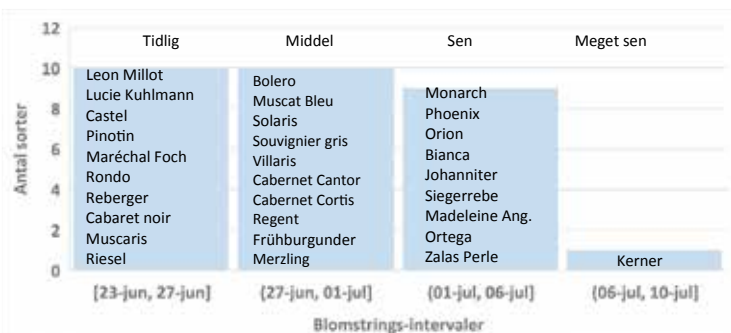 12
Tidlig Middel Sen Meget sen
10
8
6
4
2
0
Antal sorter
Leon Millot
Lucie Kuhlmann
Castel
Pinotin
Maréchal Foch
Rondo
Reberger
Cabaret noir
Muscaris
Riesel
Bolero
Muscat Bleu
Solaris
Souvignier gris
Villaris
Cabernet Cantor
Cabernet Cortis
Regent
Frühburgunder
Merzling
Monarch
Phoenix
Orion
Bianca
Johanniter
Siegerrebe
Madeleine Ang.
Ortega
Zalas Perle
Kerner
[23-jun, 27-jun] (27-jun, 01-jul] (01-jul, 06-jul] (06-jul, 10-jul]
Blomstrings-intervaler